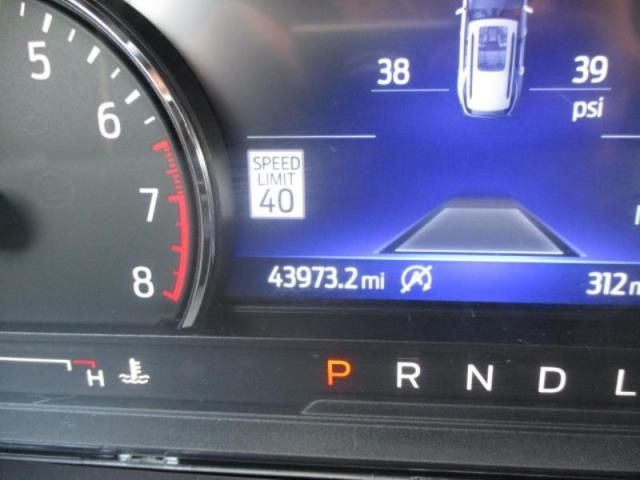 5
38
39
psi
6
SPEED
LIMIT
40
7
8
43973.2 mi
312
H
P R N D L